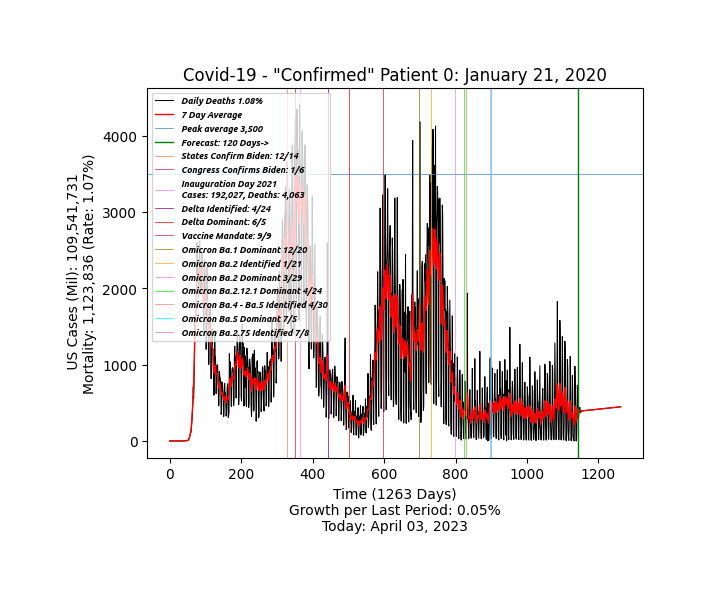 Covid-19 - "Confirmed" Patient 0: January 21, 2020
Daily Deaths 1.08%
7 Day Average
Peak average 3,500
Forecast: 120 Days->
States Confirm Biden: 12/14
Congress Confirms Biden: 1/6
Inauguration Day 2021
Cases: 192,027, Deaths: 4,063
Delta Identified: 4/24
Delta Dominant: 6/5
Vaccine Mandate: 9/9
Omicron Ba.1 Dominant 12/20
Omicron Ba.2 Identified 1/21
Omicron Ba.2 Dominant 3/29
Omicron Ba.2.12.1 Dominant 4/24
Omicron Ba.4 - Ba.5 Identified 4/30
Omicron Ba.5 Dominant 7/5
Omicron Ba.2.75 Identified 7/8
US Cases (Mil): 109,541,731
Mortality: 1,123,836 (Rate: 1.07%)
4000
3000
2000
1000
0
0 200 400 600 800 1000 1200
Time (1263 Days)
Growth per Last Period: 0.05%
Today: April 03, 2023